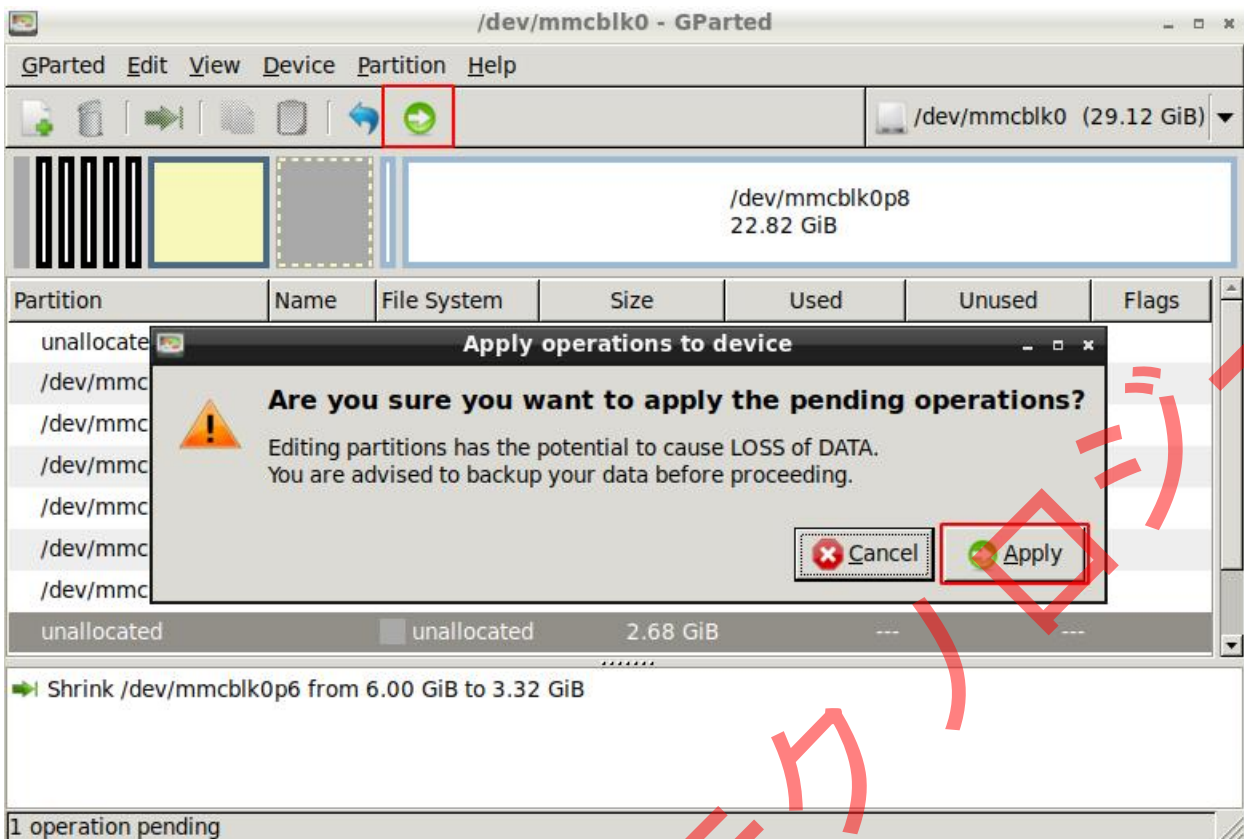 /dev/mmcblk0 - GParted
GParted Edit View Device Partition Help
/dev/mmcblk0 (29.12 GiB)
/dev/mmcblk0p8
22.82 GiB
Partition Name File System Size Used Unused Flags
unallocate
Apply operations to device
/dev/mmc
Are you sure you want to apply the pending operations?
/dev/mmc
Editing partitions has the potential to cause LOSS of DATA.
/dev/mmc
You are advised to backup your data before proceeding.
/dev/mmc
/dev/mmc
Cancel Apply
/dev/mmc
unallocated unallocated 2.68 GiB --- ---
Shrink /dev/mmcblk0p6 from 6.00 GiB to 3.32 GiB
1 operation pending
クノロジ